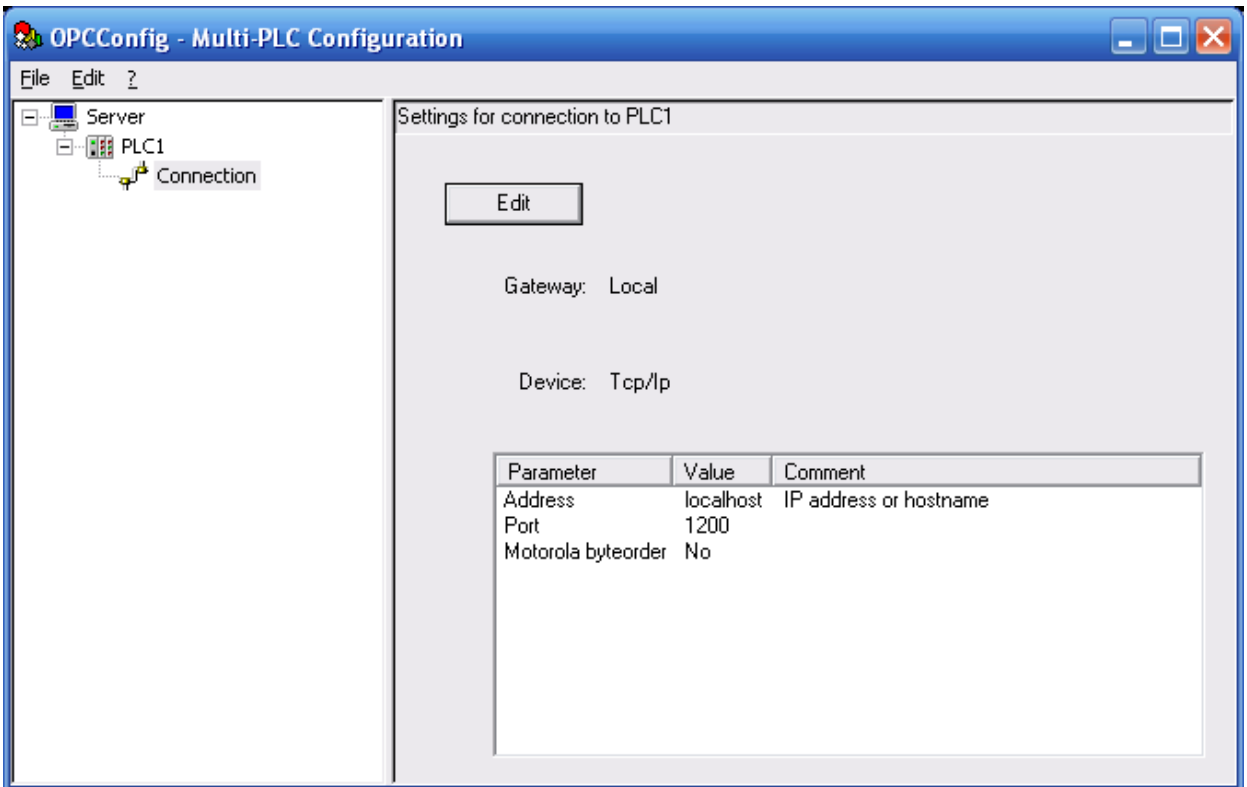 OPCConfig - Multi-PLC Configuration
File Edit ?
Server
PLC1
Connection
Settings for connection to PLC1
Edit
Gateway: Local
Device: Tcp/Ip
Parameter Value Comment
Address localhost IP address or hostname
Port 1200
Motorola byteorder No